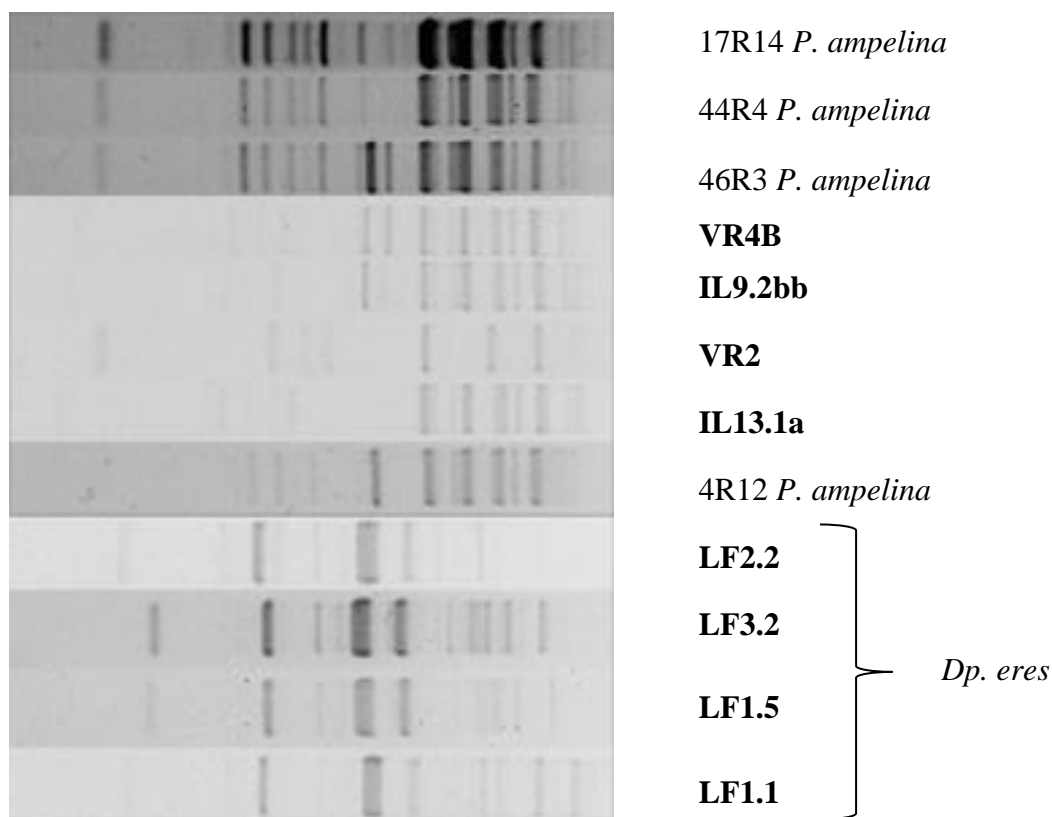 17R14 P. ampelina
44R4 P. ampelina
46R3 P. ampelina
VR4B
IL9.2bb
VR2
IL13.1a
4R12 P. ampelina
LF2.2
LF3.2
Dp. eres
LF1.5
LF1.1